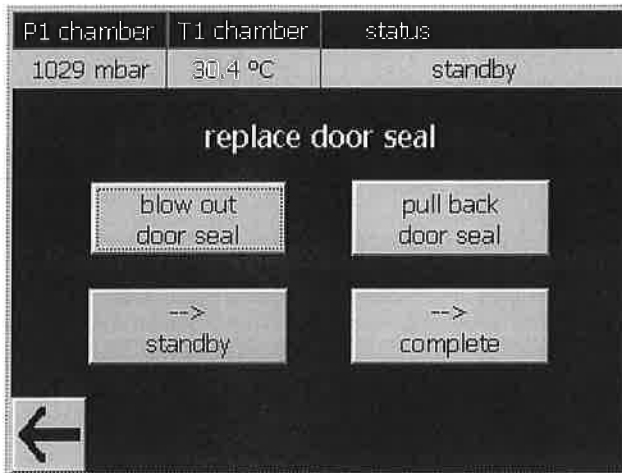 P1 chamber T1 chamber status
1029 mbar 30.4 ºC standby
replace door seal
blow out
door seal
pull back
door seal
-->
standby
-->
complete